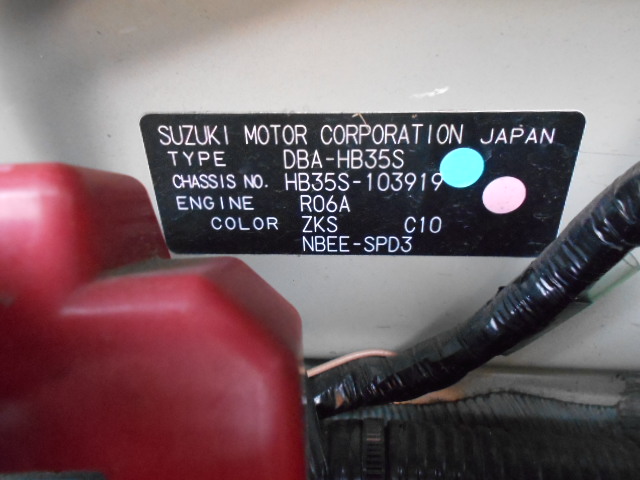 SUZUKI MOTOR CORPORATION JAPAN
TYPE DBA-HB35S
CHASSIS NO. HB35S-103919
ENGINE R06A
COLOR ZKS C10
NBEE-SPD3